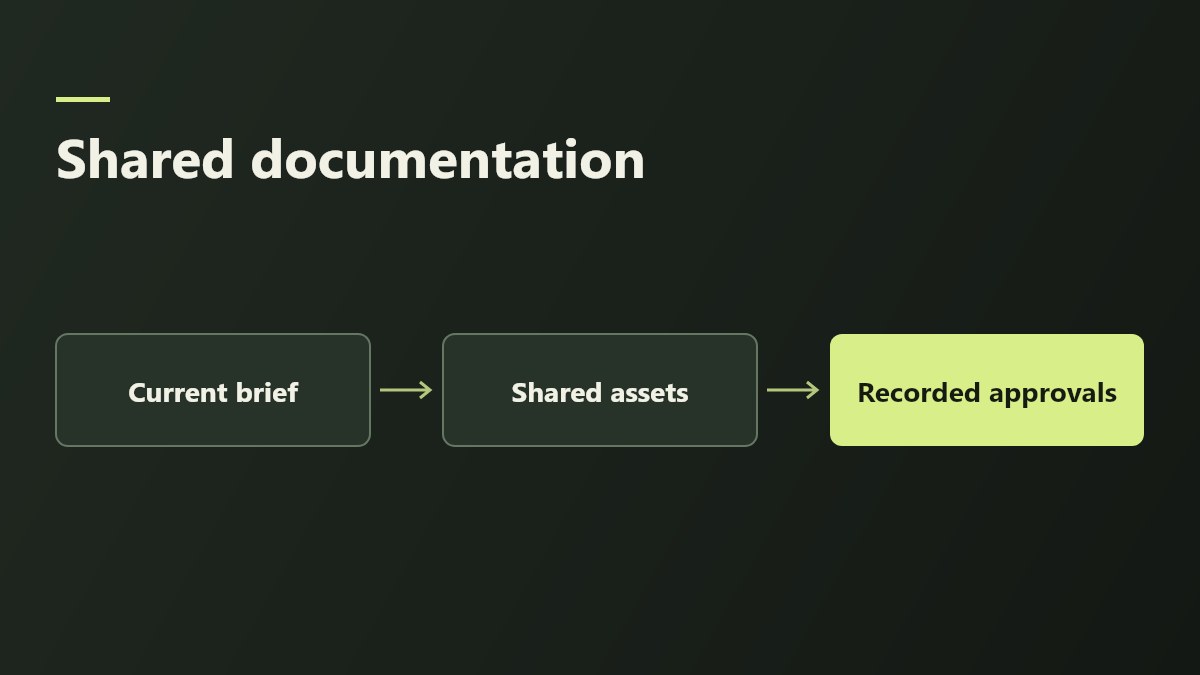 Shared documentation
Current brief
Shared assets
Recorded approvals